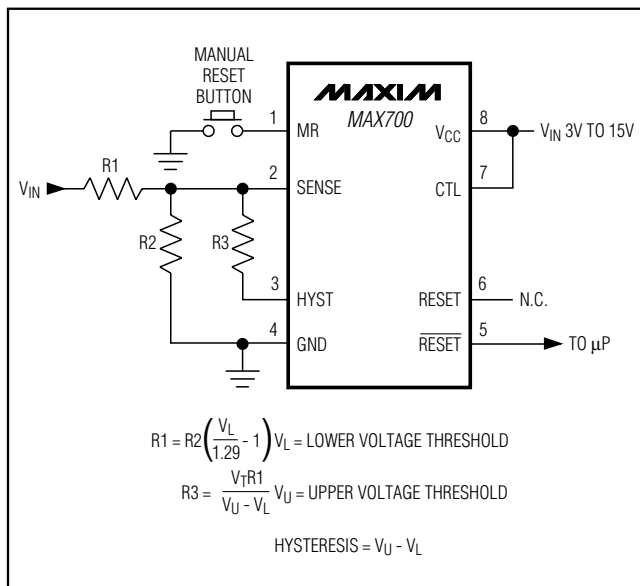 MANUAL
RESET
BUTTON
MAXIM
MAX700
1 MR
VCC 8
VIN 3V TO 15V
CTL 7
R1
VIN
2 SENSE
R2
R3
3 HYST
RESET 6
N.C.
4 GND
RESET 5
TO μP
R1 = R2(VL/1.29 - 1) VL = LOWER VOLTAGE THRESHOLD
R3 = VTR1/VU - VL VU = UPPER VOLTAGE THRESHOLD
HYSTERESIS = VU - VL